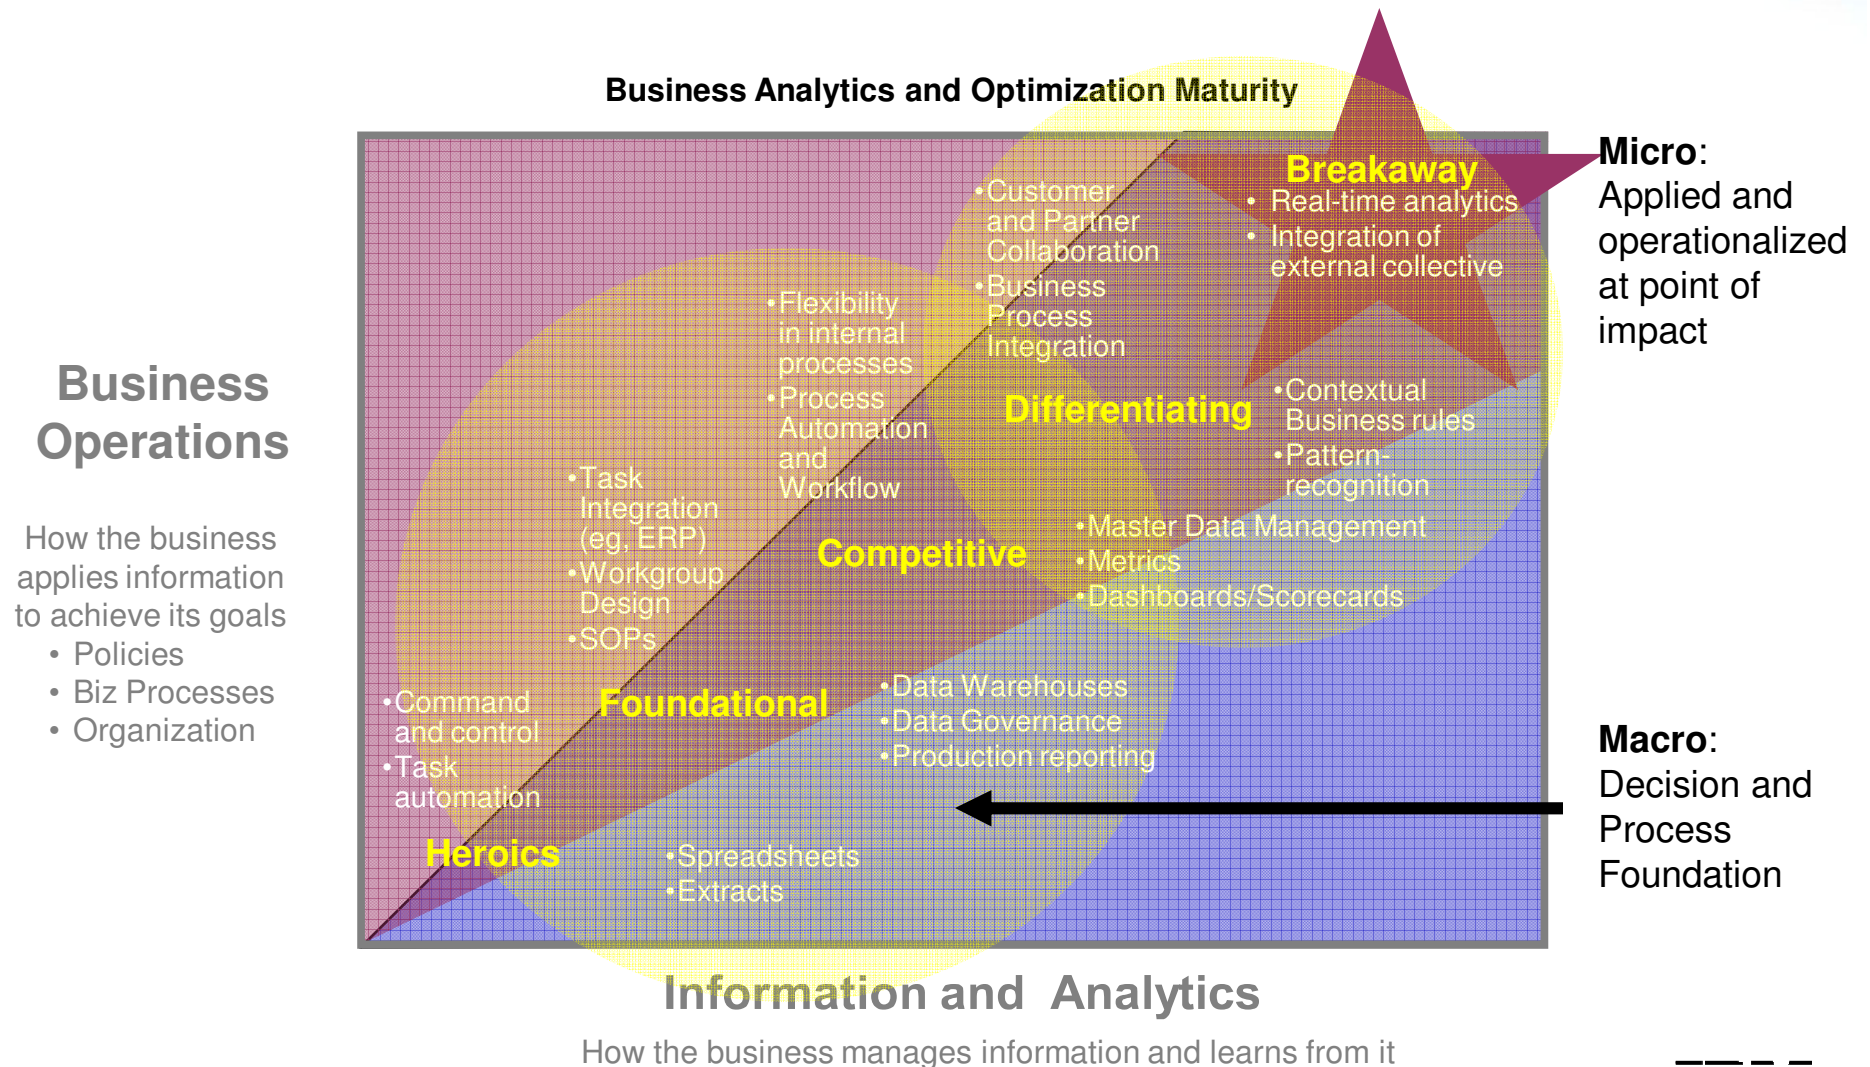 Business Analytics and Optimization Maturity
Business
Operations
How the business
applies information
to achieve its goals
• Policies
• Biz Processes
• Organization
•Customer
and Partner
Collaboration
•Business
Process
Integration
Breakaway
• Real-time analytics
• Integration of
external collective
•Flexibility
in internal
processes
•Process
Automation
and
Workflow
Differentiating
•Contextual
Business rules
•Pattern-
recognition
•Task
Integration
(eg, ERP)
•Workgroup
Design
•SOPs
Competitive
•Master Data Management
•Metrics
•Dashboards/Scorecards
•Command
and control
•Task
automation
Foundational
•Data Warehouses
•Data Governance
•Production reporting
Heroics
•Spreadsheets
•Extracts
Micro:
Applied and
operationalized
at point of
impact
Macro:
Decision and
Process
Foundation
Information and Analytics
How the business manages information and learns from it